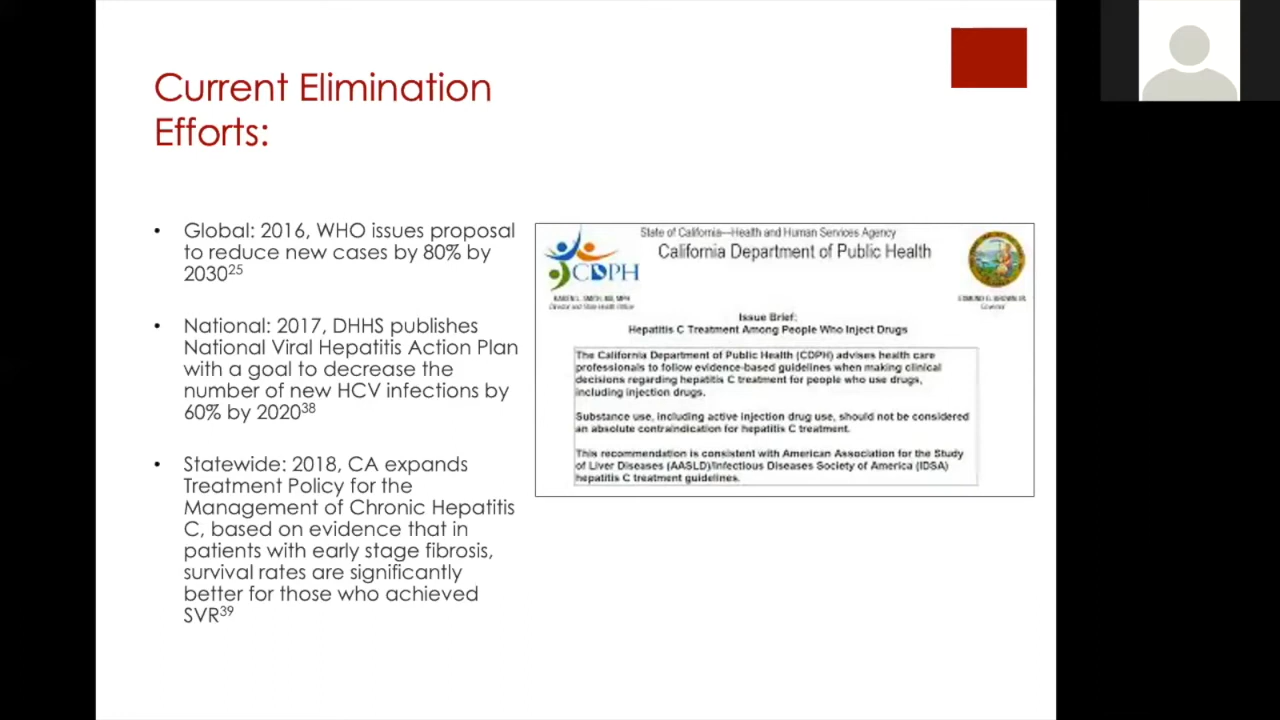 Current Elimination
Efforts:
• Global: 2016, WHO issues proposal
to reduce new cases by 80% by
2030²⁵
• National: 2017, DHHS publishes
National Viral Hepatitis Action Plan
with a goal to decrease the
number of new HCV infections by
60% by 2020³⁸
• Statewide: 2018, CA expands
Treatment Policy for the
Management of Chronic Hepatitis
C, based on evidence that in
patients with early stage fibrosis,
survival rates are significantly
better for those who achieved
SVR³⁹
State of California—Health and Human Services Agency
California Department of Public Health
CDPH
KAREN L. SMITH, MD, MPH
Director and State Health Officer
EDMUND G. BROWN JR.
Governor
Issue Brief:
Hepatitis C Treatment Among People Who Inject Drugs
The California Department of Public Health (CDPH) advises health care
professionals to follow evidence-based guidelines when making clinical
decisions regarding hepatitis C treatment for people who use drugs,
including injection drugs.
Substance use, including active injection drug use, should not be considered
an absolute contraindication for hepatitis C treatment.
This recommendation is consistent with American Association for the Study
of Liver Diseases (AASLD)/Infectious Diseases Society of America (IDSA)
hepatitis C treatment guidelines.